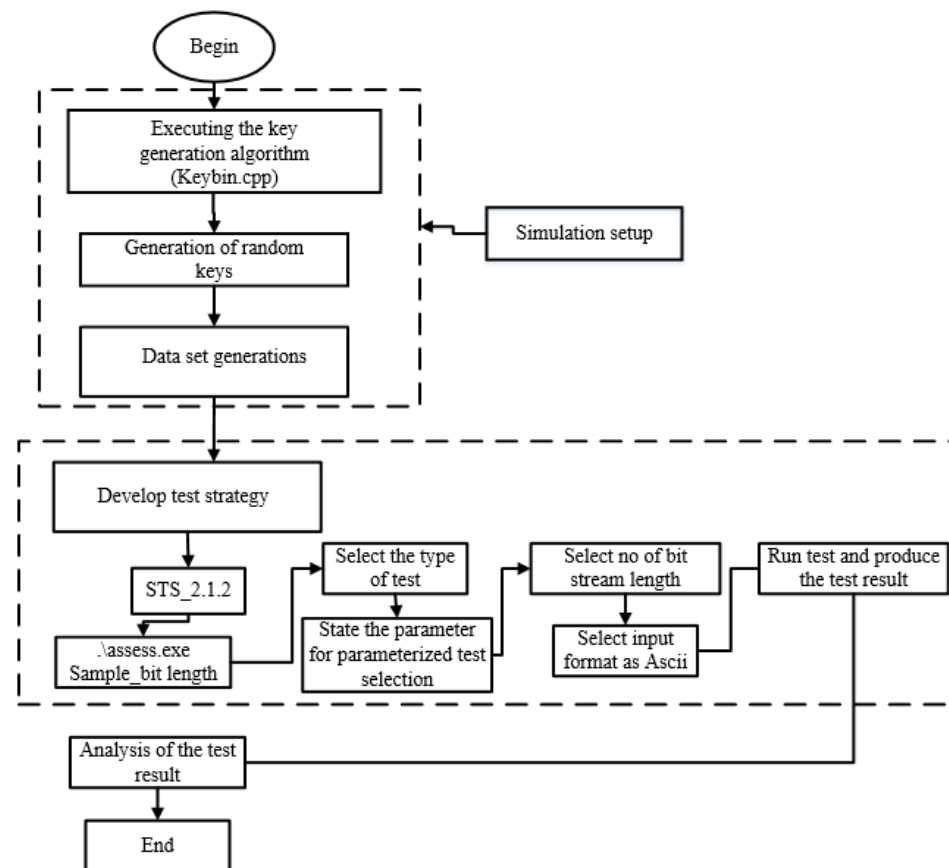 Begin
Executing the key
generation algorithm
(Keybin.cpp)
Generation of random
keys
Simulation setup
Data set generations
Develop test strategy
STS_2.1.2
.\assess.exe
Sample_bit length
Select the type
of test
State the parameter
for parameterized test
selection
Select no of bit
stream length
Select input
format as Ascii
Run test and produce
the test result
Analysis of the test
result
End